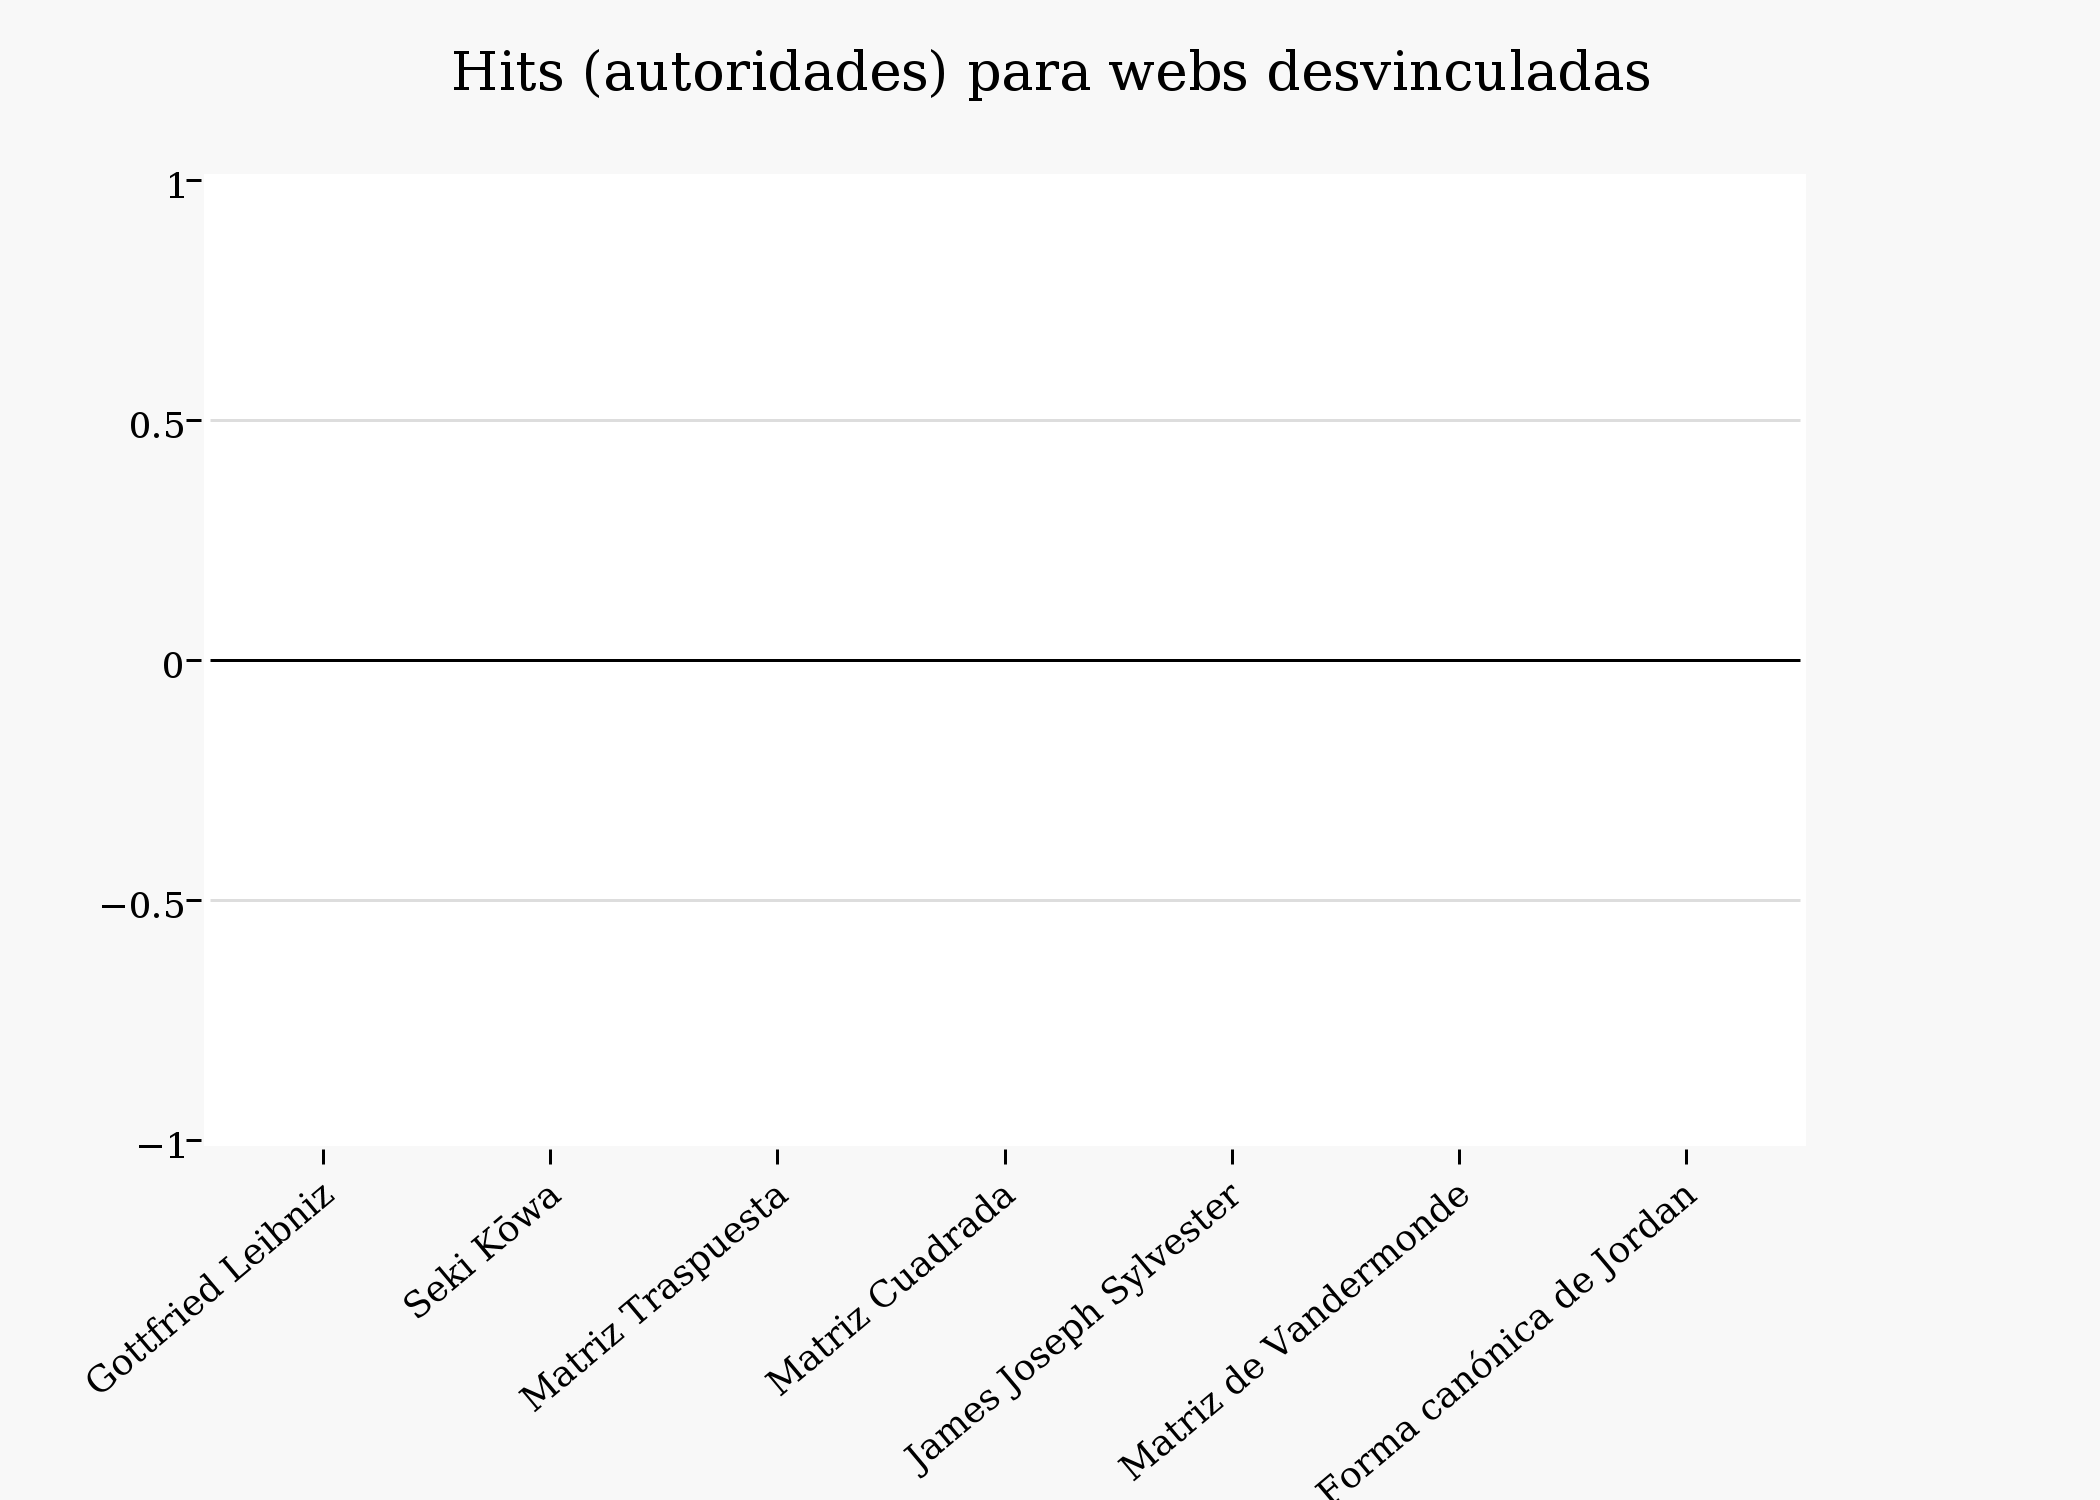 Hits (autoridades) para webs desvinculadas
1
0.5
0
−0.5
−1
Gottfried Leibniz
Seki Kōwa
Matriz Traspuesta
Matriz Cuadrada
James Joseph Sylvester
Matriz de Vandermonde
Forma canónica de Jordan